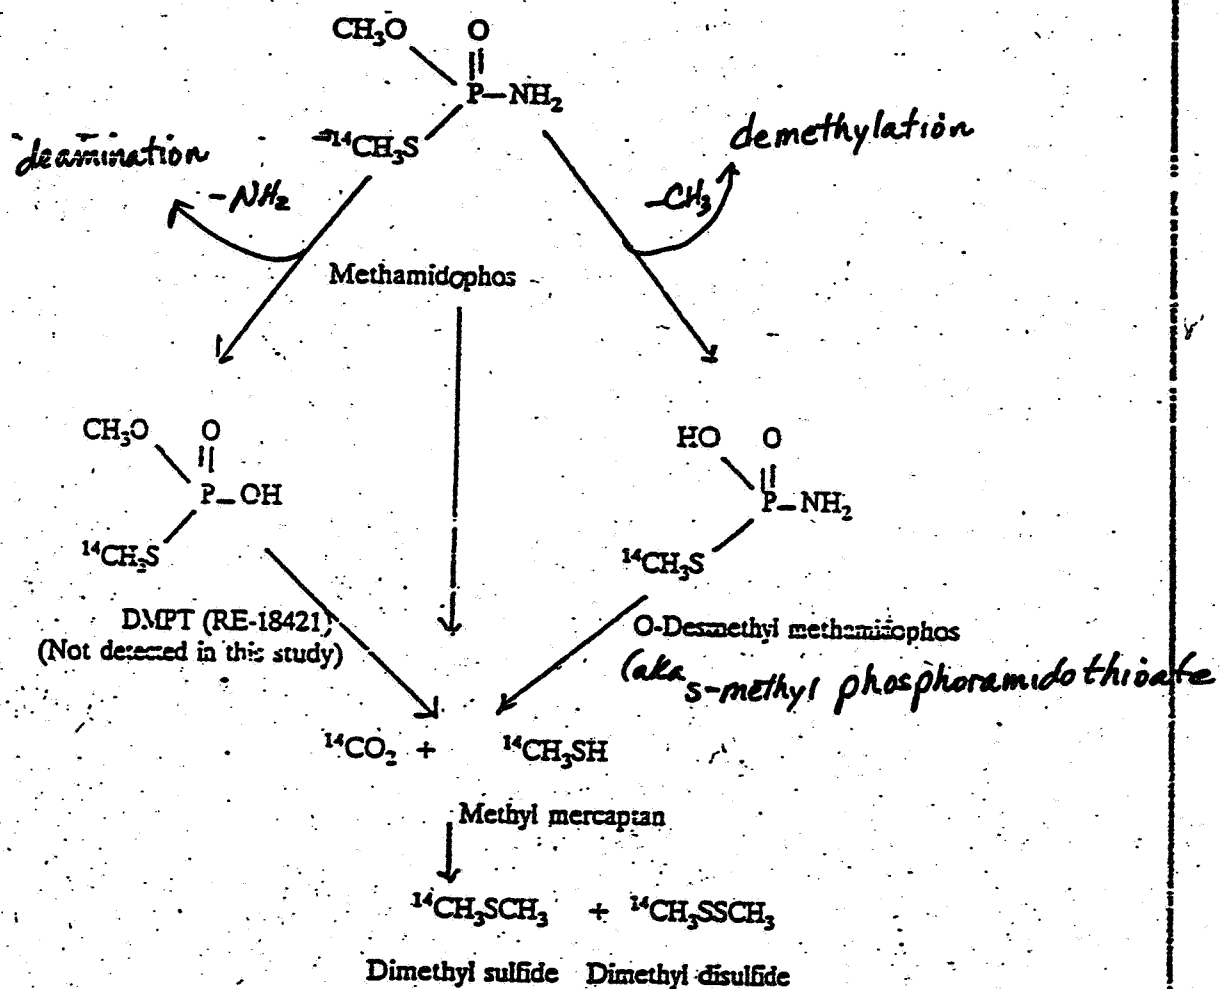 CH₃O O
P—NH₂
¹⁴CH₃S
deamination
demethylation
-NH₂
-CH₃
Methamidophos
CH₃O O
P—OH
¹⁴CH₃S
HO O
P—NH₂
¹⁴CH₃S
DMPT (RE-18421)
(Not detected in this study)
O-Desmethyl methamidophos
(aka s-methyl phosphoramidothioate
¹⁴CO₂ + ¹⁴CH₃SH
Methyl mercaptan
¹⁴CH₃SCH₃ + ¹⁴CH₃SSCH₃
Dimethyl sulfide Dimethyl disulfide